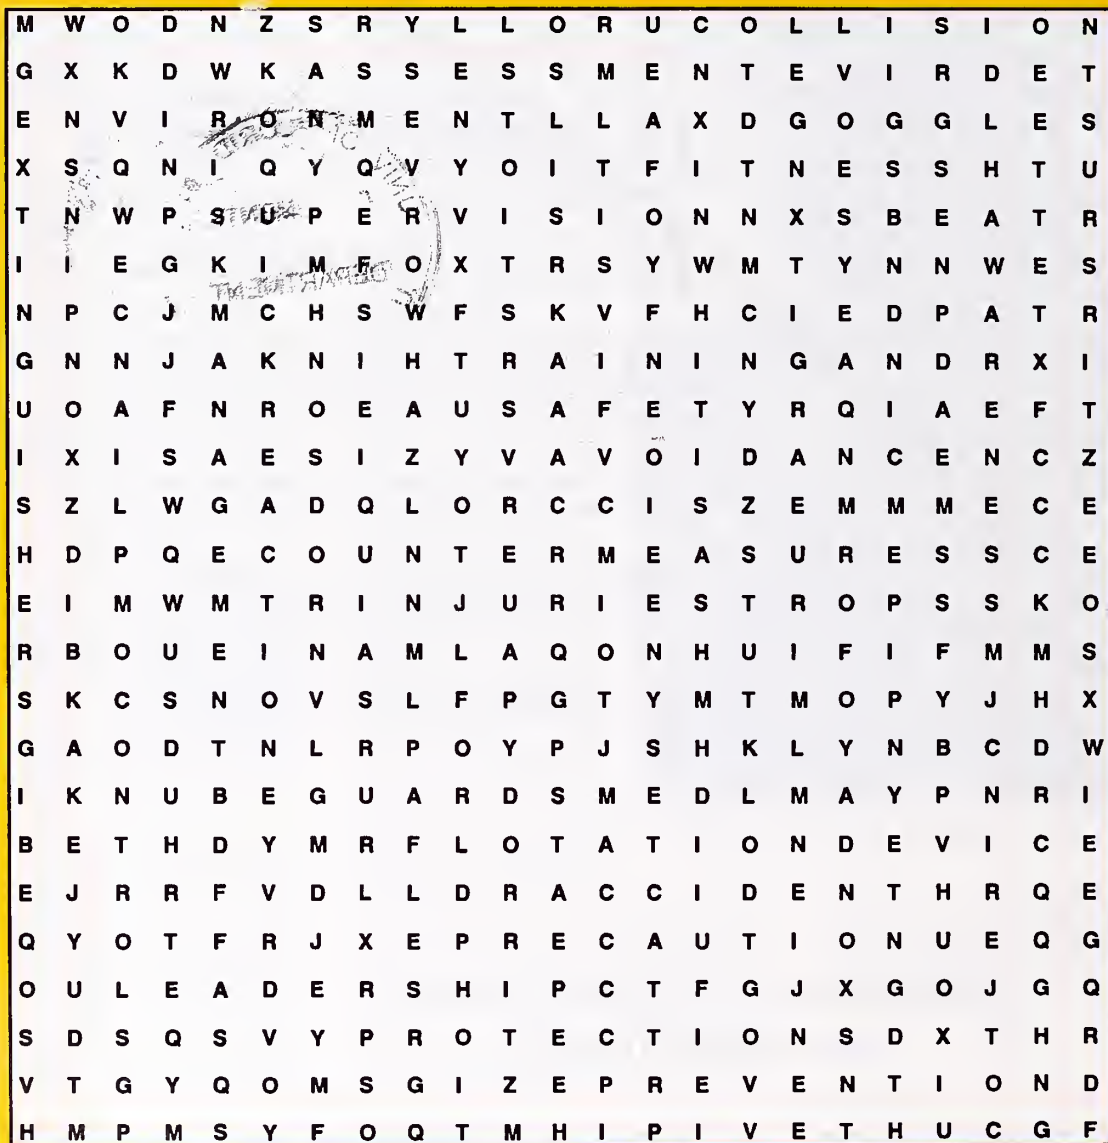 M W O D N Z S R Y L L O R U C O L L I S I O N
G X K D W K A S S E S S M E N T E V I R D E T
E N V I R O N M E N T L L A X D G O G G L E S
X S Q N I Q Y Q V Y O I T F I T N E S S H T U
T N W P S U P E R V I S I O N N X S B E A T R
I I E G K I M F O X T R S Y W M T Y N N W E S
N P C J M C H S W F S K V F H C I E D P A T R
G N N J A K N I H T R A I N I N G A N D R X I
U O A F N R O E A U S A F E T Y R Q I A E F T
I X I S A E S I Z Y V A V O I D A N C E N C Z
S Z L W G A D Q L O R C C I S Z E M M M E C E
H D P Q E C O U N T E R M E A S U R E S S C E
E I M W M T R I N J U R I E S T R O P S S K O
R B O U E I N A M L A Q O N H U I F I F M M S
S K C S N O V S L F P G T Y M T M O P Y J H X
G A O D T N L R P O Y P J S H K L Y N B C D W
I K N U B E G U A R D S M E D L M A Y P N R I
B E T H D Y M R F L O T A T I O N D E V I C E
E J R R F V D L L D R A C C I D E N T H R Q E
Q Y O T F R J X E P R E C A U T I O N U E Q G
O U L E A D E R S H I P C T F G J X G O J G Q
S D S Q S V Y P R O T E C T I O N S D X T H R
V T G Y Q O M S G I Z E P R E V E N T I O N D
H M P M S Y F O Q T M H I P I V E T H U C G F